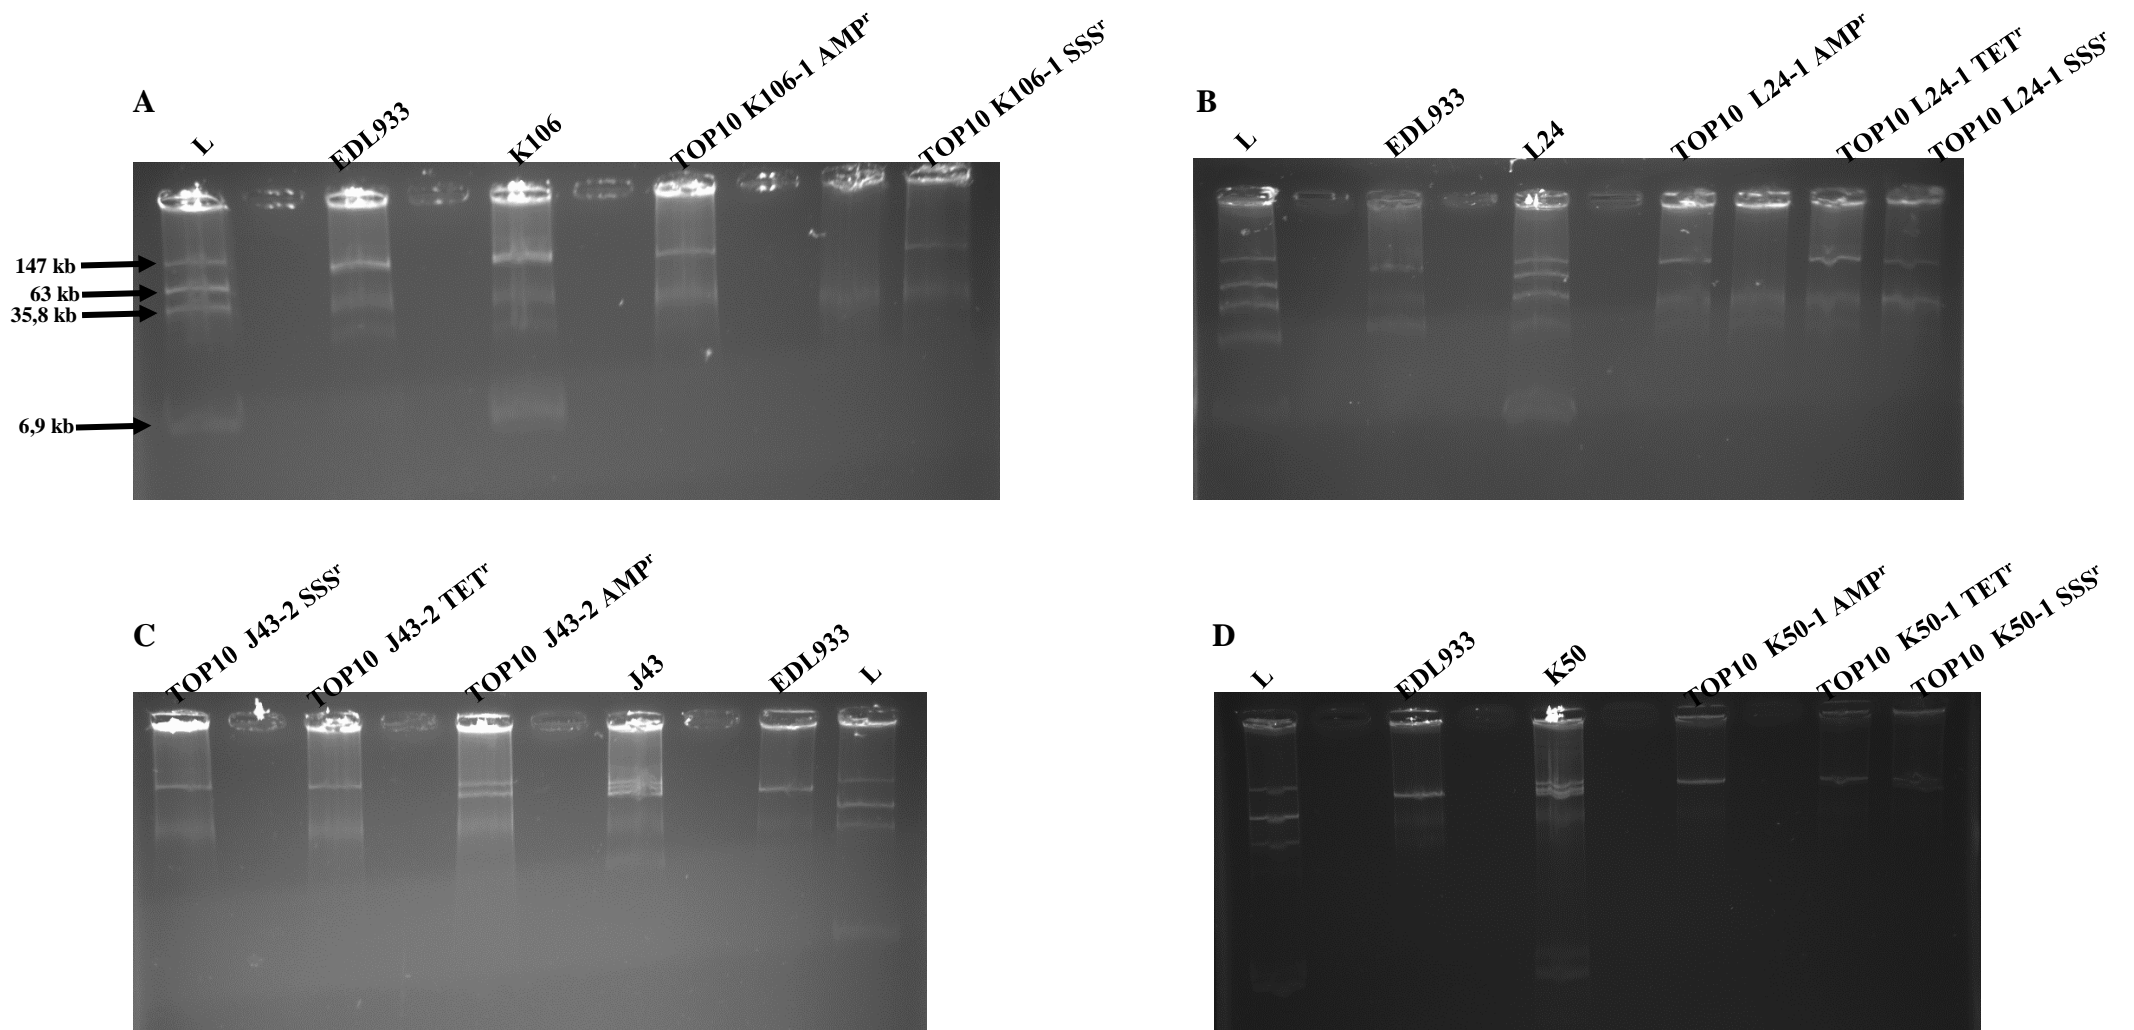 A
L
EDL933
K106
TOP10 K106-1 AMPʳ
TOP10 K106-1 SSSʳ
147 kb
63 kb
35,8 kb
6,9 kb
B
L
EDL933
L24
TOP10 L24-1 AMPʳ
TOP10 L24-1 TETʳ
TOP10 L24-1 SSSʳ
C
TOP10 J43-2 SSSʳ
TOP10 J43-2 TETʳ
TOP10 J43-2 AMPʳ
J43
EDL933
L
D
L
EDL933
K50
TOP10 K50-1 AMPʳ
TOP10 K50-1 TETʳ
TOP10 K50-1 SSSʳ